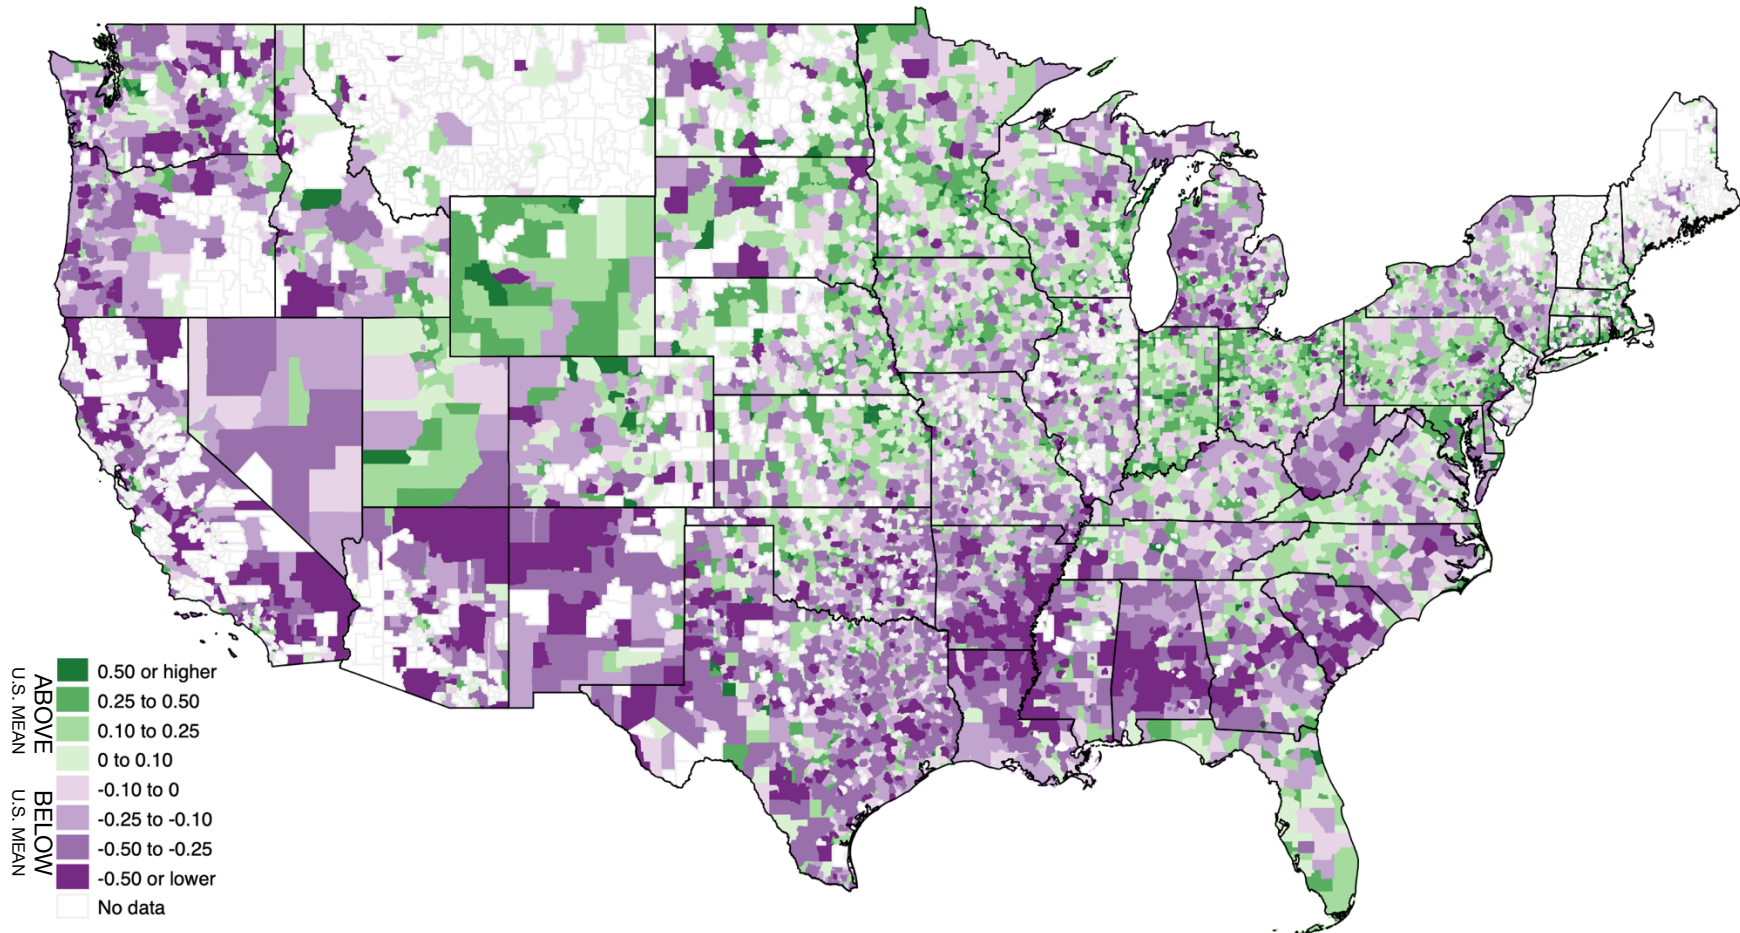 ABOVE
U.S. MEAN
0.50 or higher
0.25 to 0.50
0.10 to 0.25
0 to 0.10
BELOW
U.S. MEAN
-0.10 to 0
-0.25 to -0.10
-0.50 to -0.25
-0.50 or lower
No data